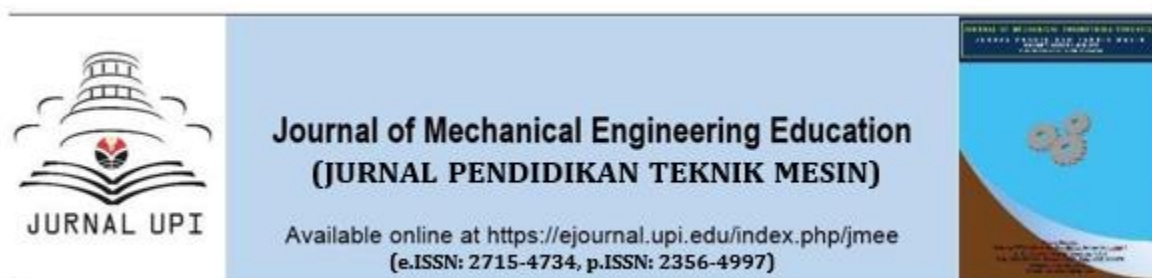 JURNAL UPI
Journal of Mechanical Engineering Education
(JURNAL PENDIDIKAN TEKNIK MESIN)
Available online at https://ejournal.upi.edu/index.php/jmee
(e.ISSN: 2715-4734, p.ISSN: 2356-4997)